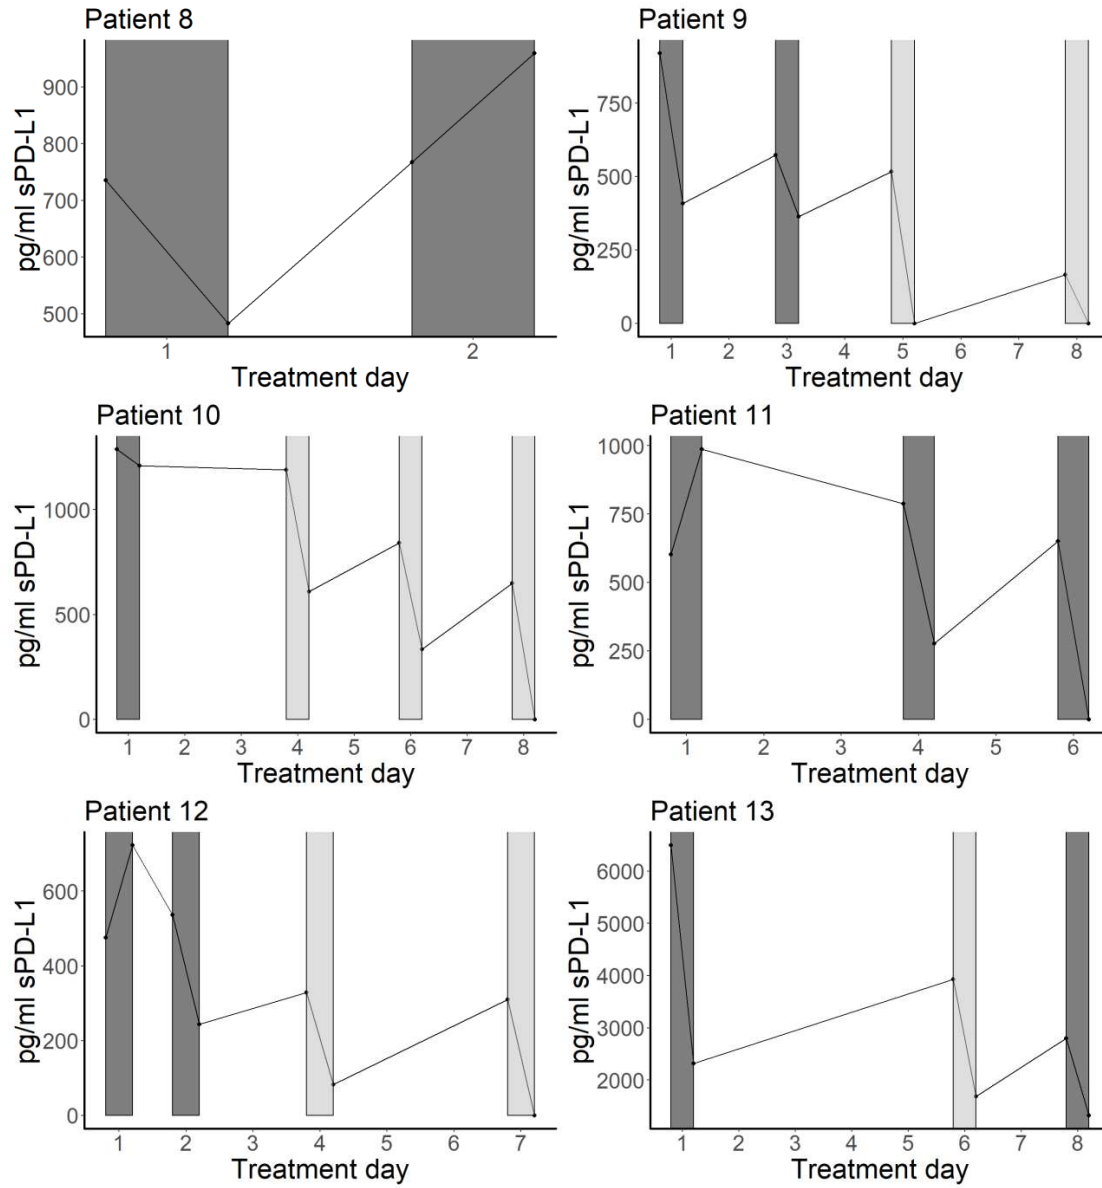 Patient 8
pg/ml sPD-L1
900
800
700
600
500
1 2
Treatment day
Patient 9
pg/ml sPD-L1
750
500
250
0
1 2 3 4 5 6 7 8
Treatment day
Patient 10
pg/ml sPD-L1
1000
500
0
1 2 3 4 5 6 7 8
Treatment day
Patient 11
pg/ml sPD-L1
1000
750
500
250
0
1 2 3 4 5 6
Treatment day
Patient 12
pg/ml sPD-L1
600
400
200
0
1 2 3 4 5 6 7
Treatment day
Patient 13
pg/ml sPD-L1
6000
5000
4000
3000
2000
1 2 3 4 5 6 7 8
Treatment day